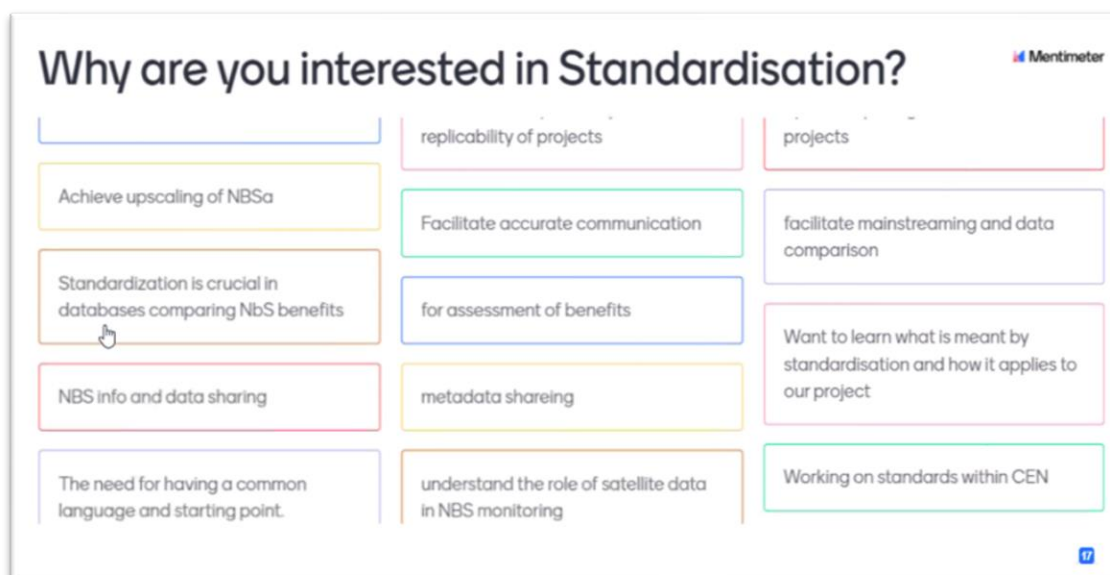 Why are you interested in Standardisation?
Mentimeter
Achieve upscaling of NBSa
Standardization is crucial in
databases comparing NbS benefits
NBS info and data sharing
The need for having a common
language and starting point.
replicability of projects
Facilitate accurate communication
for assessment of benefits
metadata shareing
understand the role of satellite data
in NBS monitoring
projects
facilitate mainstreaming and data
comparison
Want to learn what is meant by
standardisation and how it applies to
our project
Working on standards within CEN
17